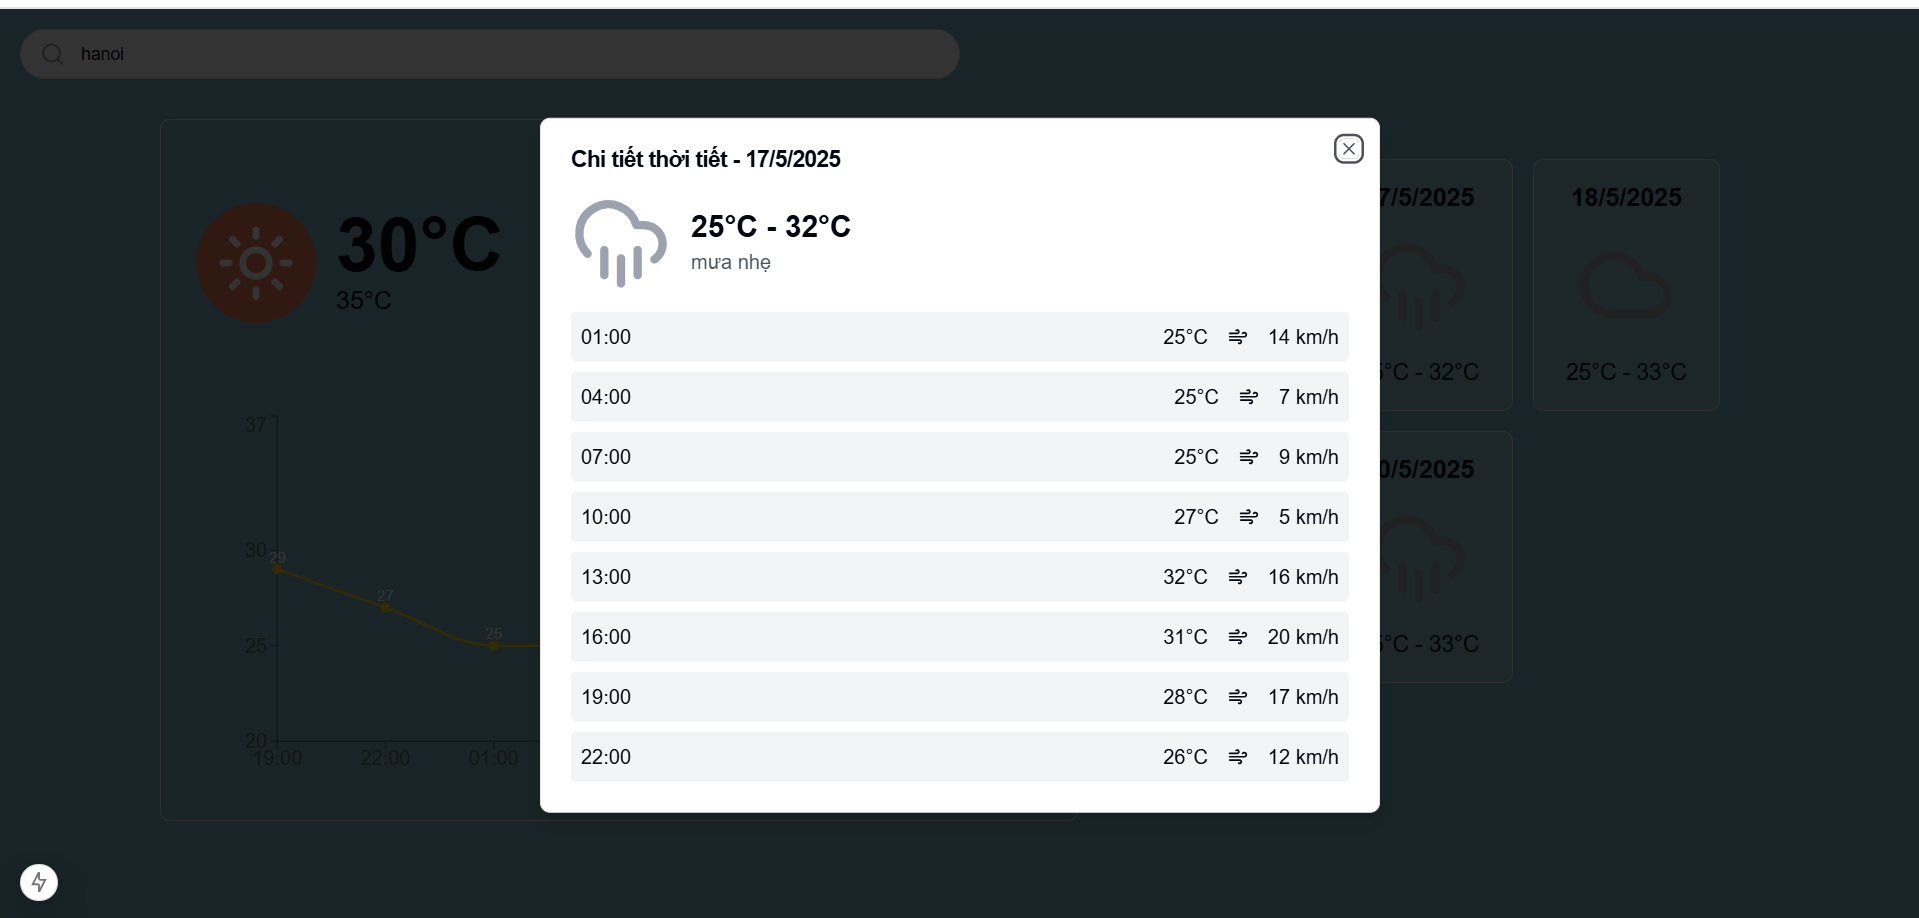 hanoi
30°C
35°C
37
30
25
20
29
27
25
19:00
22:00
01:00
Chi tiết thời tiết - 17/5/2025
25°C - 32°C
mưa nhẹ
01:00 25°C 14 km/h
04:00 25°C 7 km/h
07:00 25°C 9 km/h
10:00 27°C 5 km/h
13:00 32°C 16 km/h
16:00 31°C 20 km/h
19:00 28°C 17 km/h
22:00 26°C 12 km/h
7/5/2025
°C - 32°C
18/5/2025
25°C - 33°C
0/5/2025
°C - 33°C